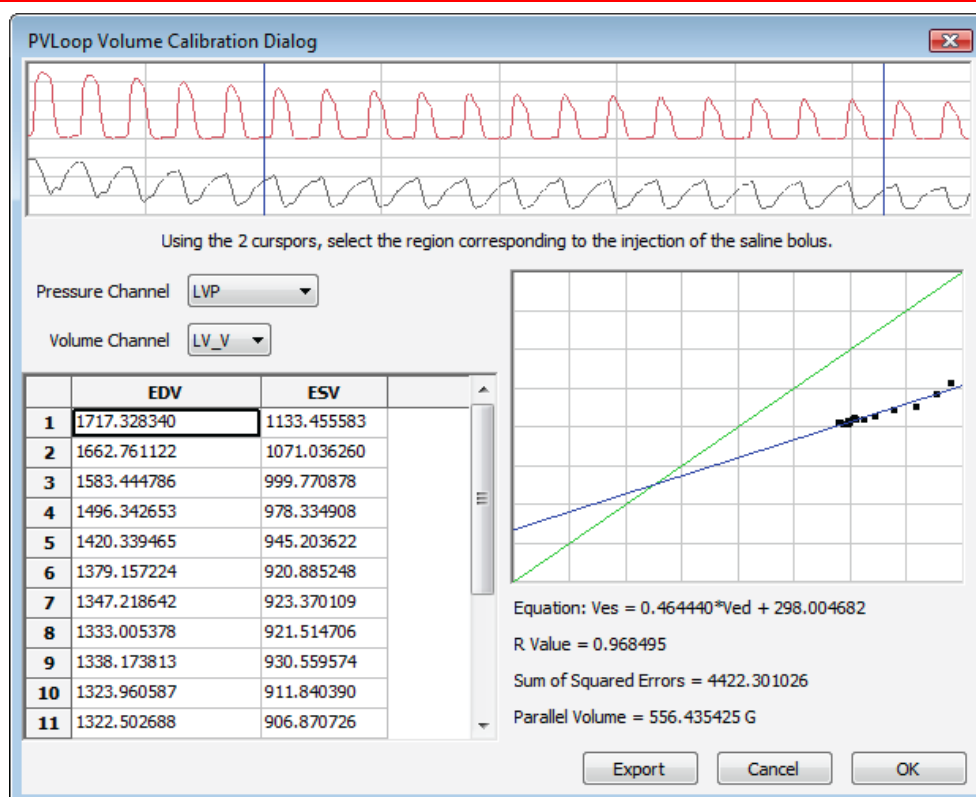 PVLoop Volume Calibration Dialog
Using the 2 curspors, select the region corresponding to the injection of the saline bolus.
Pressure Channel LVP
Volume Channel LV_V
EDV ESV
1 1717.328340 1133.455583
2 1662.761122 1071.036260
3 1583.444786 999.770878
4 1496.342653 978.334908
5 1420.339465 945.203622
6 1379.157224 920.885248
7 1347.218642 923.370109
8 1333.005378 921.514706
9 1338.173813 930.559574
10 1323.960587 911.840390
11 1322.502688 906.870726
Equation: Ves = 0.464440*Ved + 298.004682
R Value = 0.968495
Sum of Squared Errors = 4422.301026
Parallel Volume = 556.435425 G
Export Cancel OK